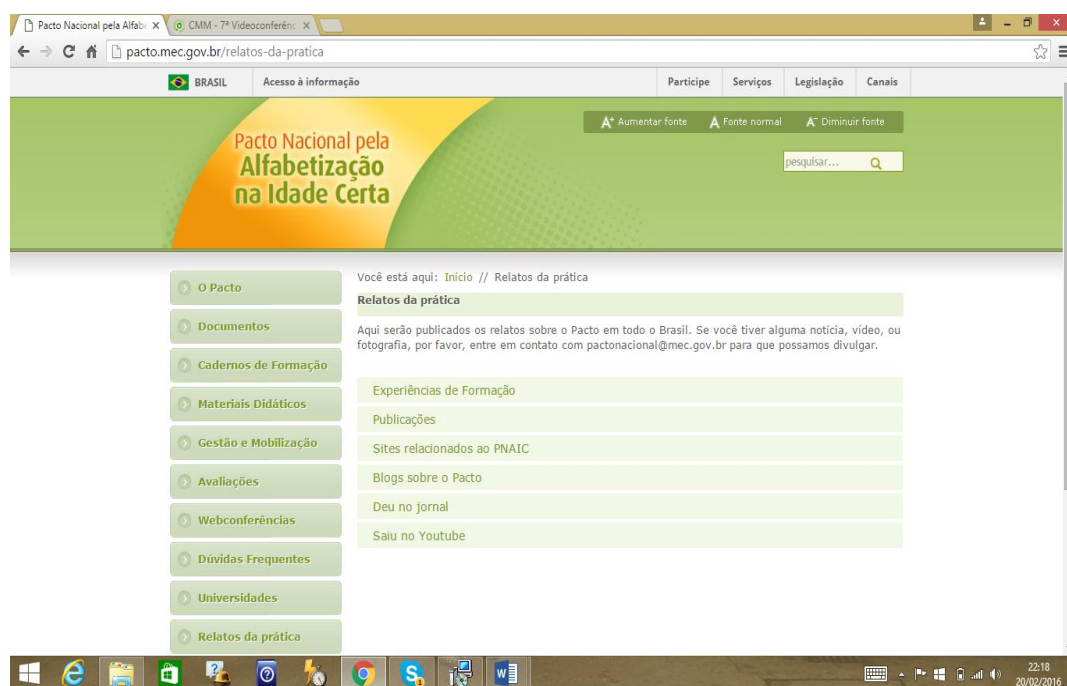 Pacto Nacional pela Alfab
CMM - 7ª Videoconferênc
pacto.mec.gov.br/relatos-da-pratica
BRASIL
Acesso à informação
Participe
Serviços
Legislação
Canais
A+ Aumentar fonte
A Fonte normal
A- Diminuir fonte
Pacto Nacional pela
Alfabetização
na Idade Certa
pesquisar...
Você está aqui: Início // Relatos da prática
Relatos da prática
Aqui serão publicados os relatos sobre o Pacto em todo o Brasil. Se você tiver alguma notícia, vídeo, ou
fotografia, por favor, entre em contato com pactonacional@mec.gov.br para que possamos divulgar.
Experiências de Formação
Publicações
Sites relacionados ao PNAIC
Blogs sobre o Pacto
Deu no jornal
Saiu no Youtube
O Pacto
Documentos
Cadernos de Formação
Materiais Didáticos
Gestão e Mobilização
Avaliações
Webconferências
Dúvidas Frequentes
Universidades
Relatos da prática
22:18
20/02/2016